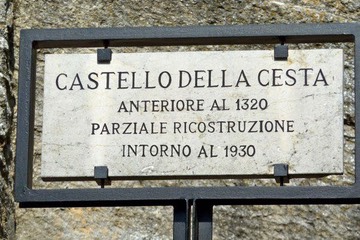 CASTELLO DELLA CESTA
ANTERIORE AL 1320
PARZIALE RICOSTRUZIONE
INTORNO AL 1930